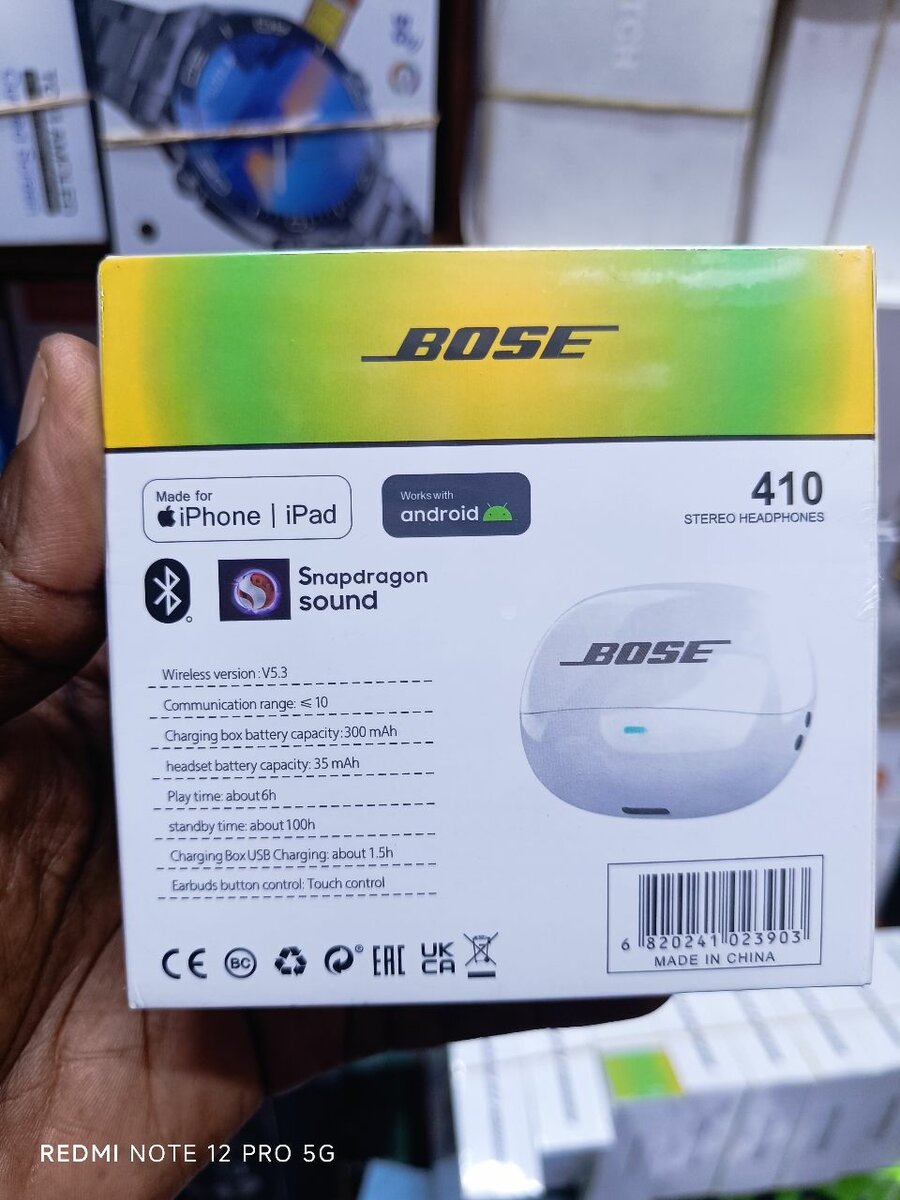 BOSE
Made for
iPhone | iPad
Works with
android
410
STEREO HEADPHONES
Snapdragon
sound
BOSE
Wireless version : V5.3
Communication range: ≤ 10
Charging box battery capacity:300 mAh
headset battery capacity: 35 mAh
Play time: about6h
standby time: about 100h
Charging Box USB Charging: about 1.5h
Earbuds button control: Touch control
CE BC ® EAC UK
CA
6 820241 023903
MADE IN CHINA
REDMI NOTE 12 PRO 5G